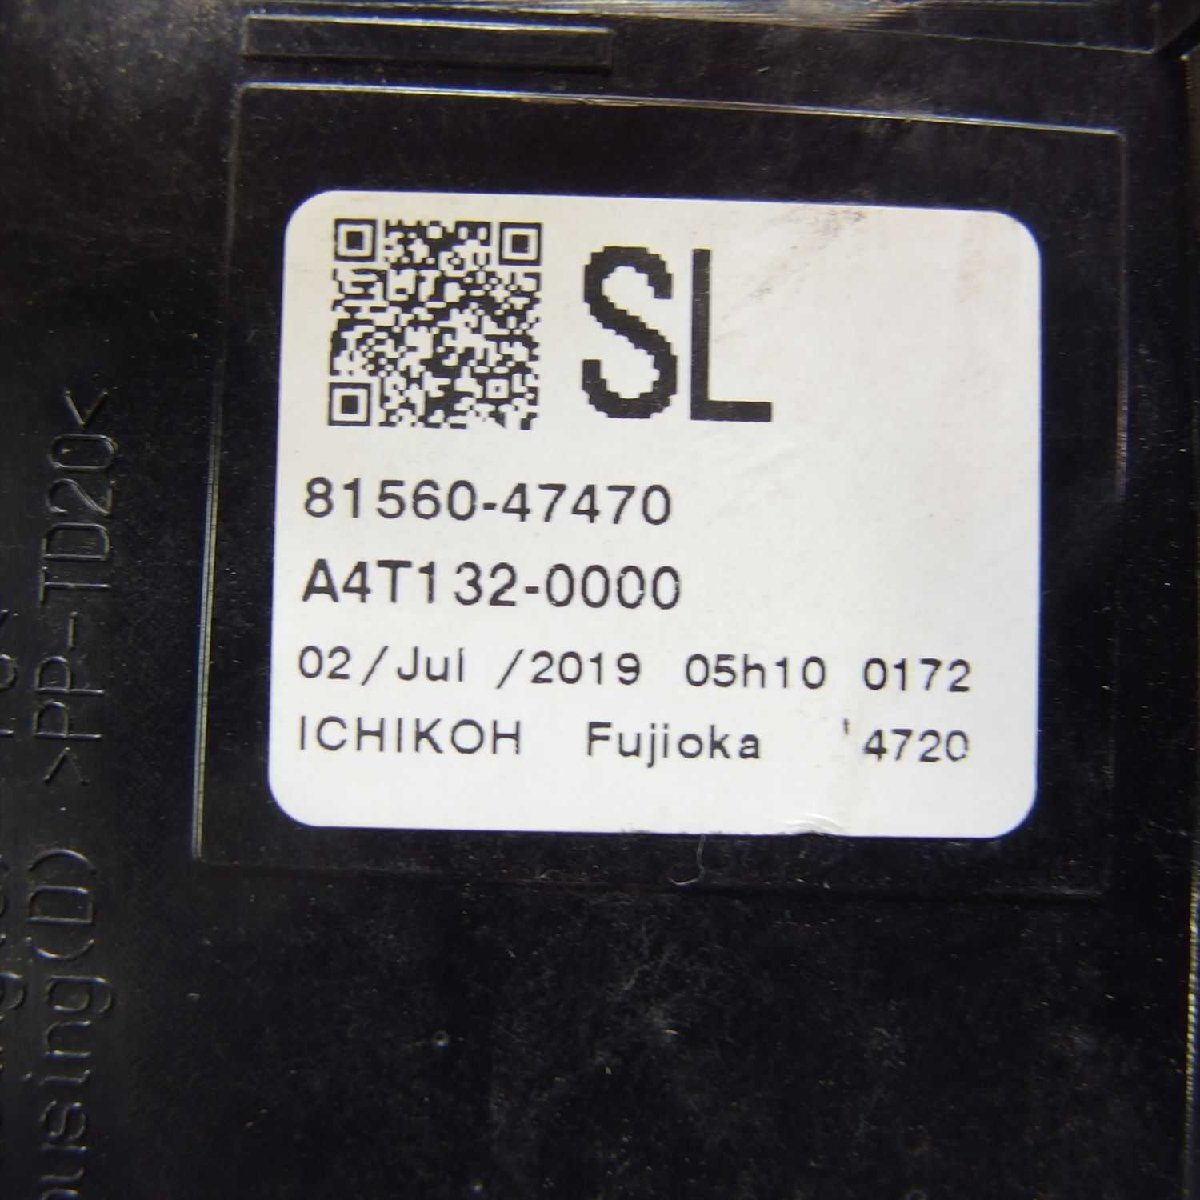 SL
81560-47470
A4T132-0000
02/Jul /2019 05h10 0172
ICHIKOH Fujioka '4720
>PP-TD20<